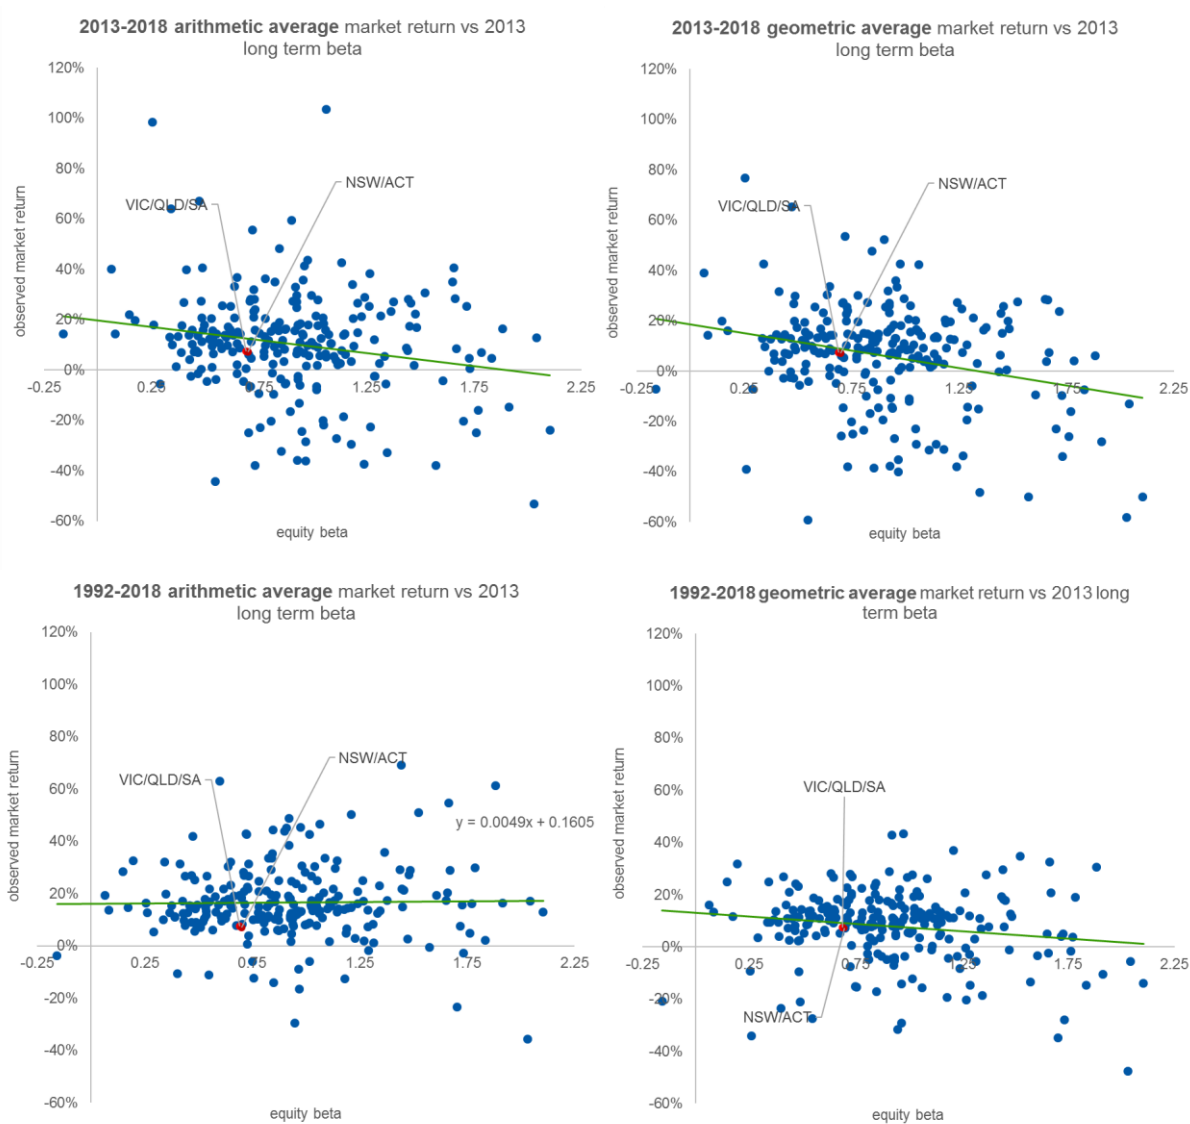 2013-2018 arithmetic average market return vs 2013
long term beta
120%
100%
80%
60%
40%
20%
0%
-20%
-40%
-60%
-0.25
0.25
0.75
1.25
1.75
2.25
observed market return
equity beta
VIC/QLD/SA
NSW/ACT
2013-2018 geometric average market return vs 2013
long term beta
120%
100%
80%
60%
40%
20%
0%
-20%
-40%
-60%
-0.25
0.25
0.75
1.25
1.75
2.25
observed market return
equity beta
VIC/QLD/SA
NSW/ACT
1992-2018 arithmetic average market return vs 2013
long term beta
120%
100%
80%
60%
40%
20%
0%
-20%
-40%
-60%
-0.25
0.25
0.75
1.25
1.75
2.25
observed market return
equity beta
VIC/QLD/SA
NSW/ACT
y = 0.0049x + 0.1605
1992-2018 geometric average market return vs 2013 long
term beta
120%
100%
80%
60%
40%
20%
0%
-20%
-40%
-60%
-0.25
0.25
0.75
1.25
1.75
2.25
observed market return
equity beta
VIC/QLD/SA
NSW/ACT